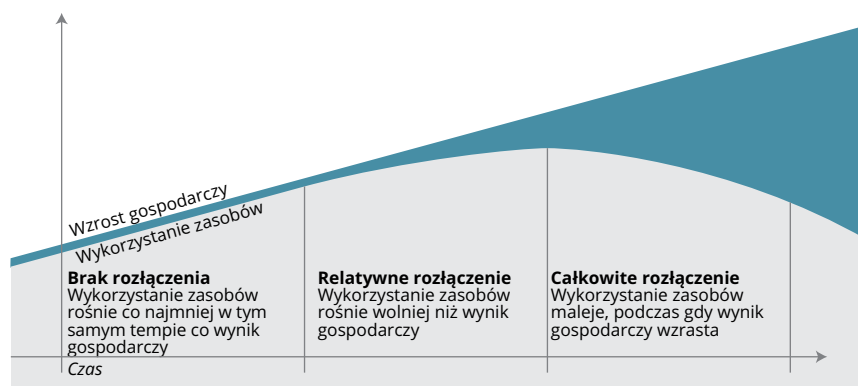 Wzrost gospodarczy
Wykorzystanie zasobów
Brak rozłączenia
Wykorzystanie zasobów
rośnie co najmniej w tym
samym tempie co wynik
gospodarczy
Relatywne rozłączenie
Wykorzystanie zasobów
rośnie wolniej niż wynik
gospodarczy
Całkowite rozłączenie
Wykorzystanie zasobów
maleje, podczas gdy wynik
gospodarczy wzrasta
Czas